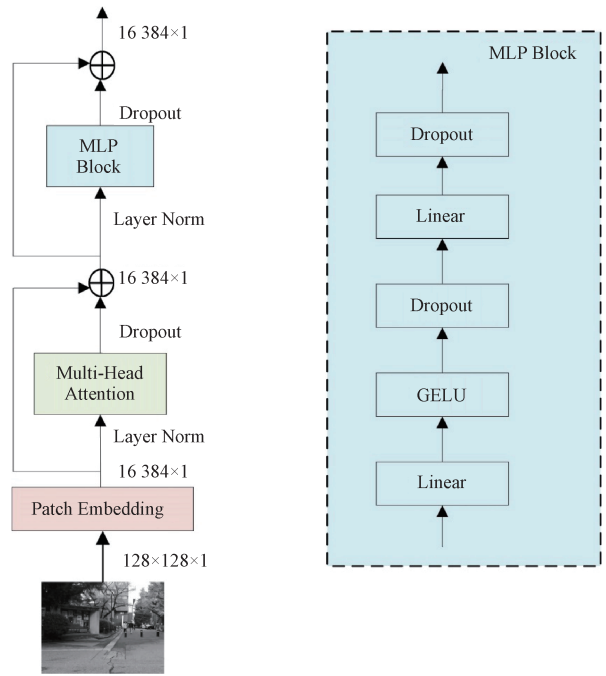 16 384×1
Dropout
MLP
Block
Layer Norm
16 384×1
Dropout
Multi-Head
Attention
Layer Norm
16 384×1
Patch Embedding
128×128×1
MLP Block
Dropout
Linear
Dropout
GELU
Linear